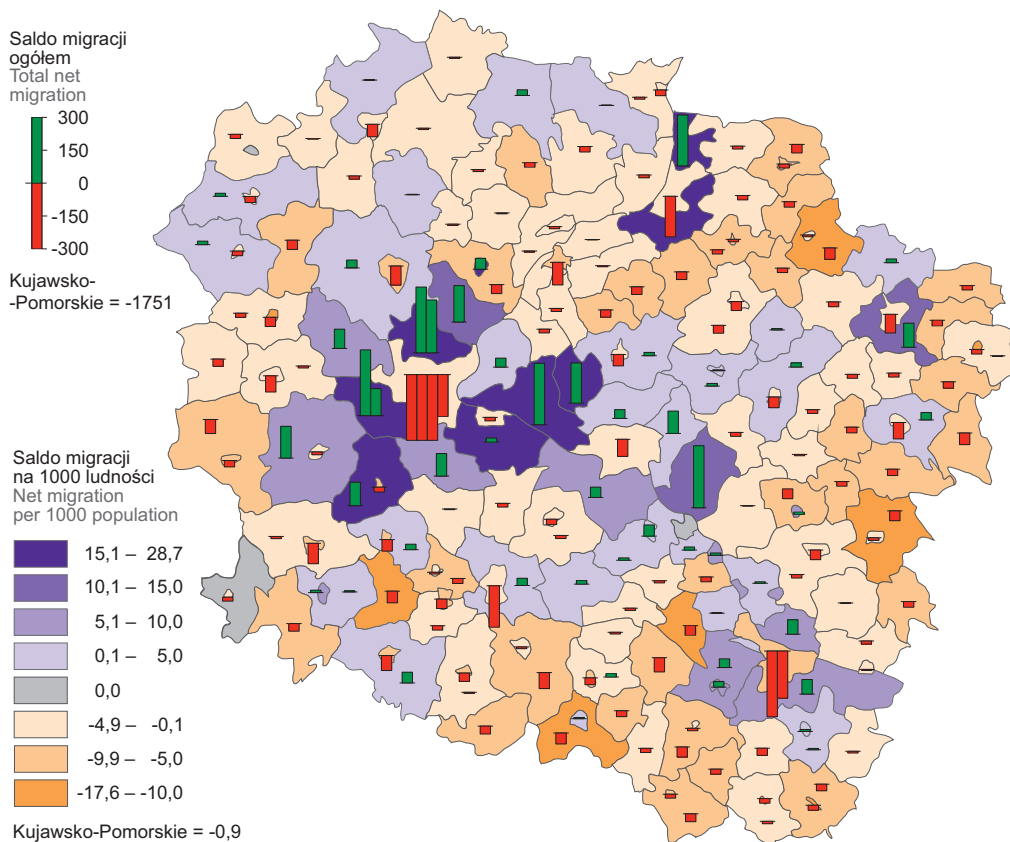 Saldo migracji
ogółem
Total net
migration
300
150
0
-150
-300
Kujawsko-
-Pomorskie = -1751
Saldo migracji
na 1000 ludności
Net migration
per 1000 population
15,1 – 28,7
10,1 – 15,0
5,1 – 10,0
0,1 – 5,0
0,0
-4,9 – -0,1
-9,9 – -5,0
-17,6 – -10,0
Kujawsko-Pomorskie = -0,9